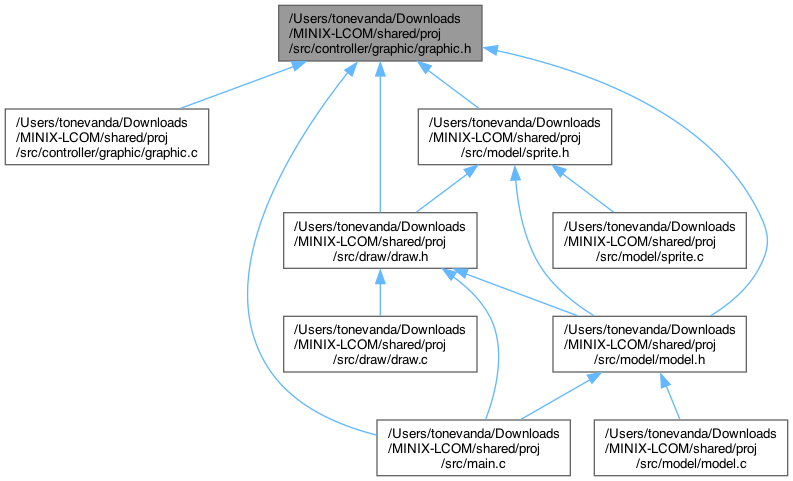 /Users/tonevanda/Downloads
/MINIX-LCOM/shared/proj
/src/controller/graphic/graphic.h
/Users/tonevanda/Downloads
/MINIX-LCOM/shared/proj
/src/controller/graphic/graphic.c
/Users/tonevanda/Downloads
/MINIX-LCOM/shared/proj
/src/model/sprite.h
/Users/tonevanda/Downloads
/MINIX-LCOM/shared/proj
/src/draw/draw.h
/Users/tonevanda/Downloads
/MINIX-LCOM/shared/proj
/src/model/sprite.c
/Users/tonevanda/Downloads
/MINIX-LCOM/shared/proj
/src/draw/draw.c
/Users/tonevanda/Downloads
/MINIX-LCOM/shared/proj
/src/model/model.h
/Users/tonevanda/Downloads
/MINIX-LCOM/shared/proj
/src/main.c
/Users/tonevanda/Downloads
/MINIX-LCOM/shared/proj
/src/model/model.c